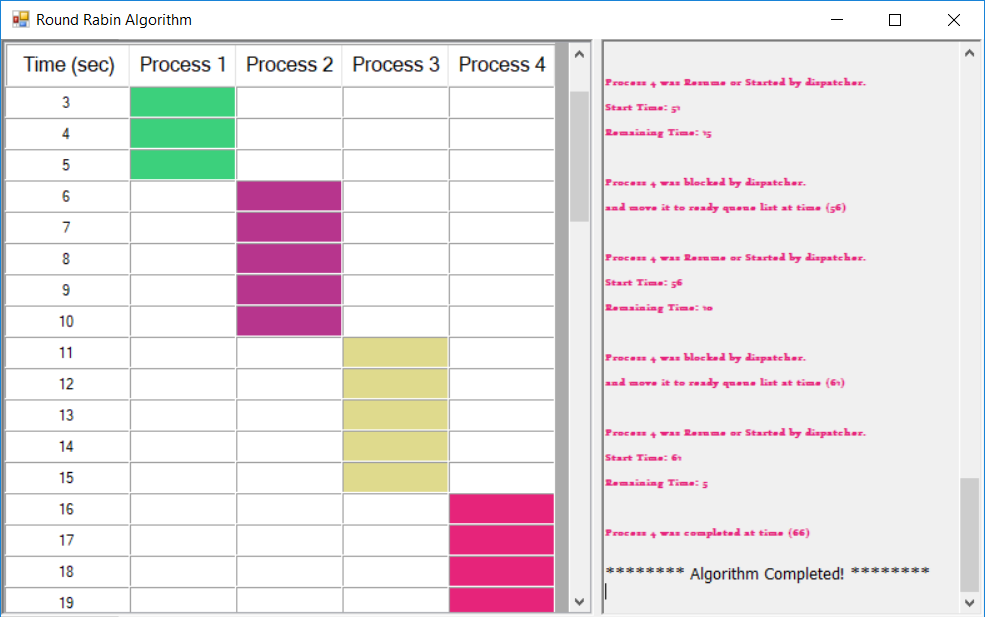 Round Rabin Algorithm
Time (sec) Process 1 Process 2 Process 3 Process 4
3
4
5
6
7
8
9
10
11
12
13
14
15
16
17
18
19
Process 4 was Resume or Started by dispatcher.
Start Time: 51
Remaining Time: 15
Process 4 was blocked by dispatcher.
and move it to ready queue list at time (56)
Process 4 was Resume or Started by dispatcher.
Start Time: 56
Remaining Time: 10
Process 4 was blocked by dispatcher.
and move it to ready queue list at time (61)
Process 4 was Resume or Started by dispatcher.
Start Time: 61
Remaining Time: 5
Process 4 was completed at time (66)
******** Algorithm Completed! ********